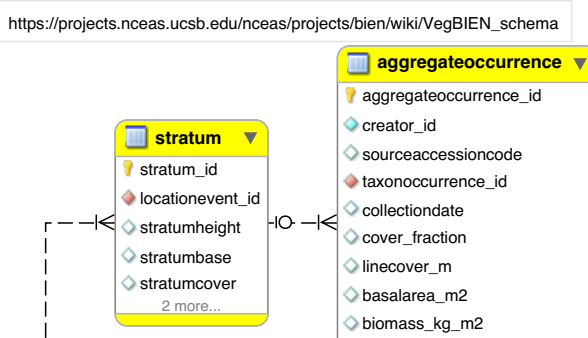 https://projects.nceas.ucsb.edu/nceas/projects/bien/wiki/VegBIEN_schema
stratum
stratum_id
locationevent_id
stratumheight
stratumbase
stratumcover
2 more...
aggregateoccurrence
aggregateoccurrence_id
creator_id
sourceaccessioncode
taxonoccurrence_id
collectiondate
cover_fraction
linecover_m
basalarea_m2
biomass_kg_m2